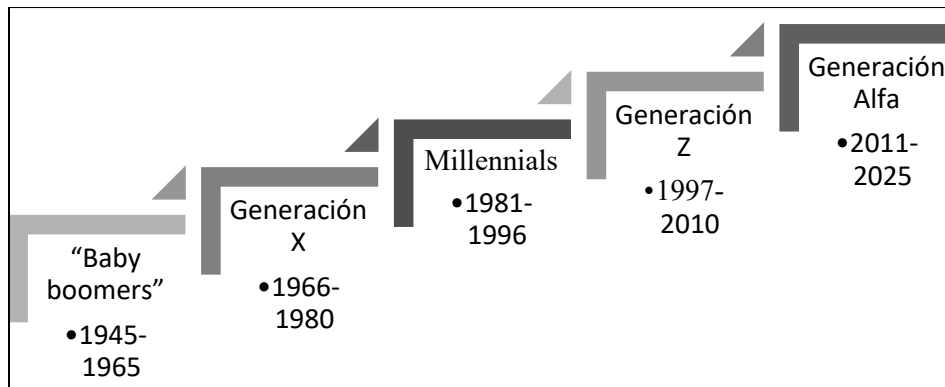 “Baby
boomers”
•1945-
1965
Generación
X
•1966-
1980
Millennials
•1981-
1996
Generación
Z
•1997-
2010
Generación
Alfa
•2011-
2025